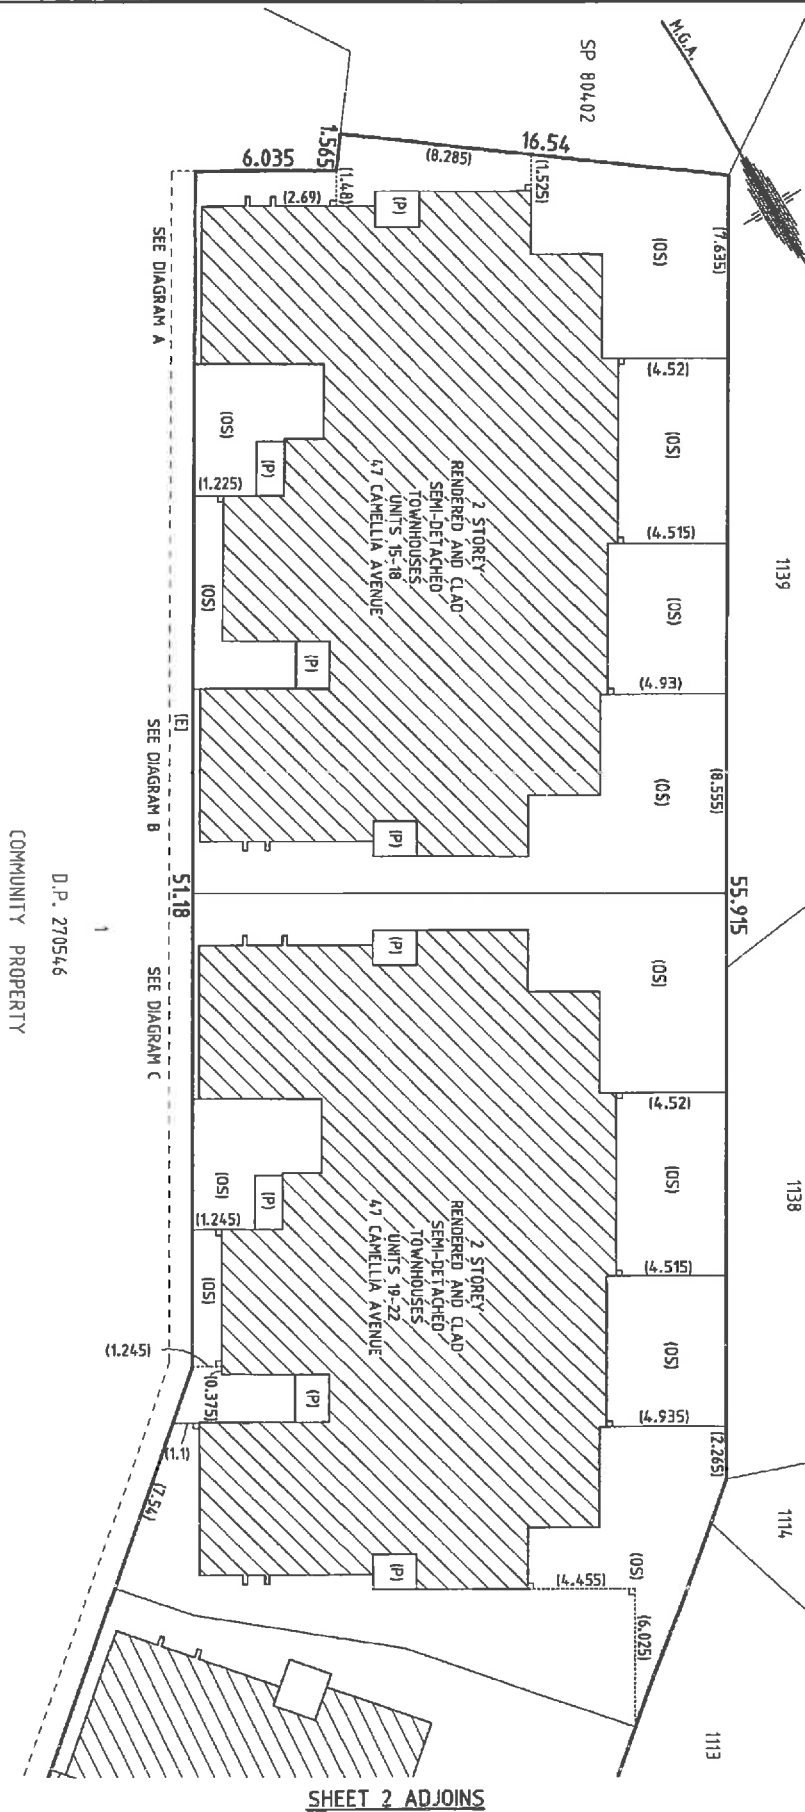 M.G.A.
SP 80402
16.54
(8.285)
(1.525)
1.565
6.035
(1.48)
(2.69)
(P)
(OS)
(7.635)
SEE DIAGRAM A
(4.52)
(OS)
(OS)
(P)
(1.225)
2 STOREY
RENDERED AND CLAD
SEMI-DETACHED
TOWNHOUSES
UNITS 15-18
47 CAMELLIA AVENUE
(4.515)
1139
(OS)
(OS)
(P)
(4.93)
(E)
SEE DIAGRAM B
(OS)
(8.555)
(P)
51.18
55.915
COMMUNITY PROPERTY
D.P. 270546
1
(P)
(OS)
SEE DIAGRAM C
(4.52)
(OS)
(P)
(1.245)
(OS)
1138
2 STOREY
RENDERED AND CLAD
SEMI-DETACHED
TOWNHOUSES
UNITS 19-22
47 CAMELLIA AVENUE
(4.515)
(OS)
(OS)
(1.245)
(0.375)
(P)
(4.935)
(2.265)
(1.1)
(7.54)
1114
(P)
(OS)
(4.455)
(6.025)
1113
SHEET 2 ADJOINS